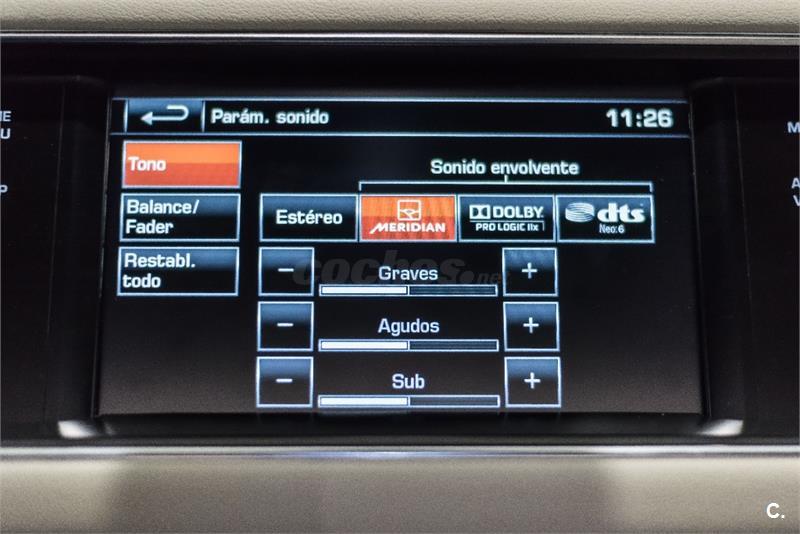 Parám. sonido 11:26
Tono
Sonido envolvente
Balance/
Fader
Estéreo
MERIDIAN
DOLBY
PRO LOGIC IIx
dts
Neo:6
Restabl.
todo
coches.net
− Graves +
− Agudos +
− Sub +
C.